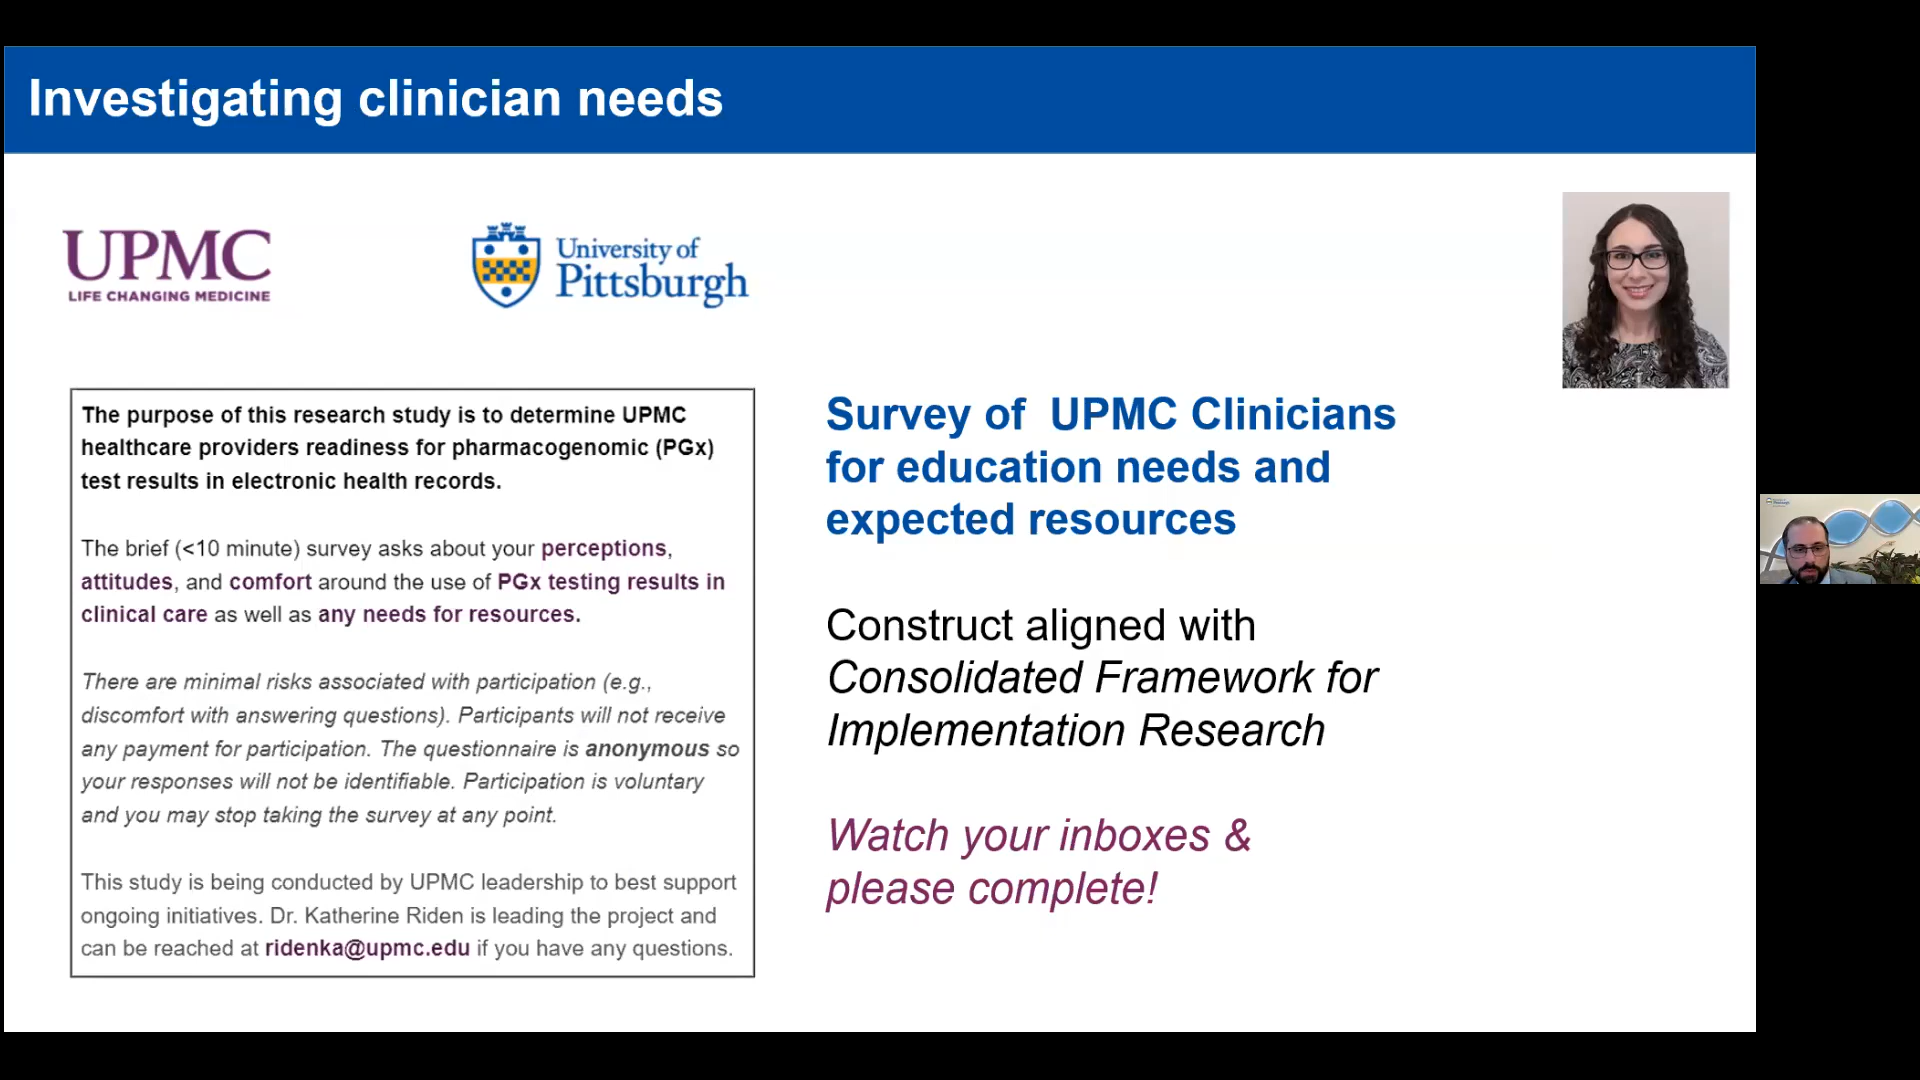 Investigating clinician needs
UPMC
LIFE CHANGING MEDICINE
University of
Pittsburgh
The purpose of this research study is to determine UPMC
healthcare providers readiness for pharmacogenomic (PGx)
test results in electronic health records.
The brief (<10 minute) survey asks about your perceptions,
attitudes, and comfort around the use of PGx testing results in
clinical care as well as any needs for resources.
There are minimal risks associated with participation (e.g.,
discomfort with answering questions). Participants will not receive
any payment for participation. The questionnaire is anonymous so
your responses will not be identifiable. Participation is voluntary
and you may stop taking the survey at any point.
This study is being conducted by UPMC leadership to best support
ongoing initiatives. Dr. Katherine Riden is leading the project and
can be reached at ridenka@upmc.edu if you have any questions.
Survey of  UPMC Clinicians
for education needs and
expected resources
Construct aligned with
Consolidated Framework for
Implementation Research
Watch your inboxes &
please complete!